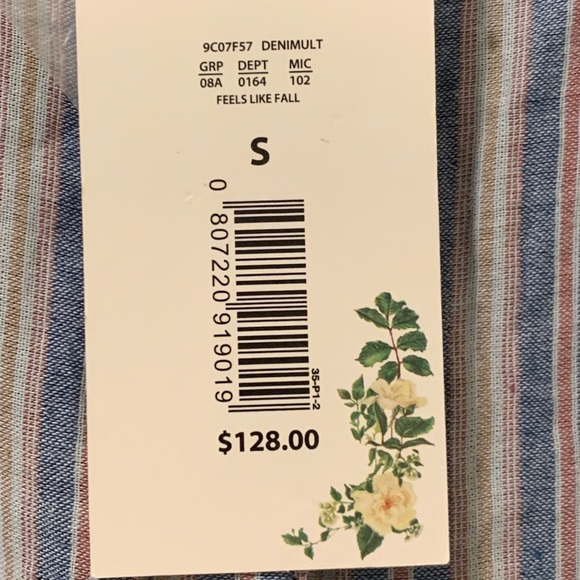 9C07F57 DENIMULT
GRP DEPT MIC
08A 0164 102
FEELS LIKE FALL
S
0 807220 919019
35-P1-2
$128.00